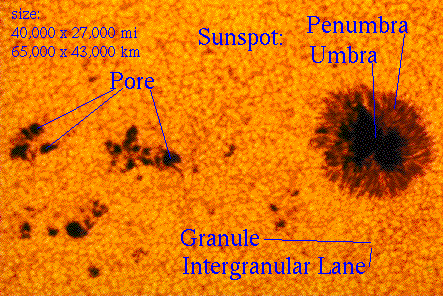 size:
40,000 x 27,000 mi
65,000 x 43,000 km
Sunspot:
Penumbra
Umbra
Pore
Granule
Intergranular Lane